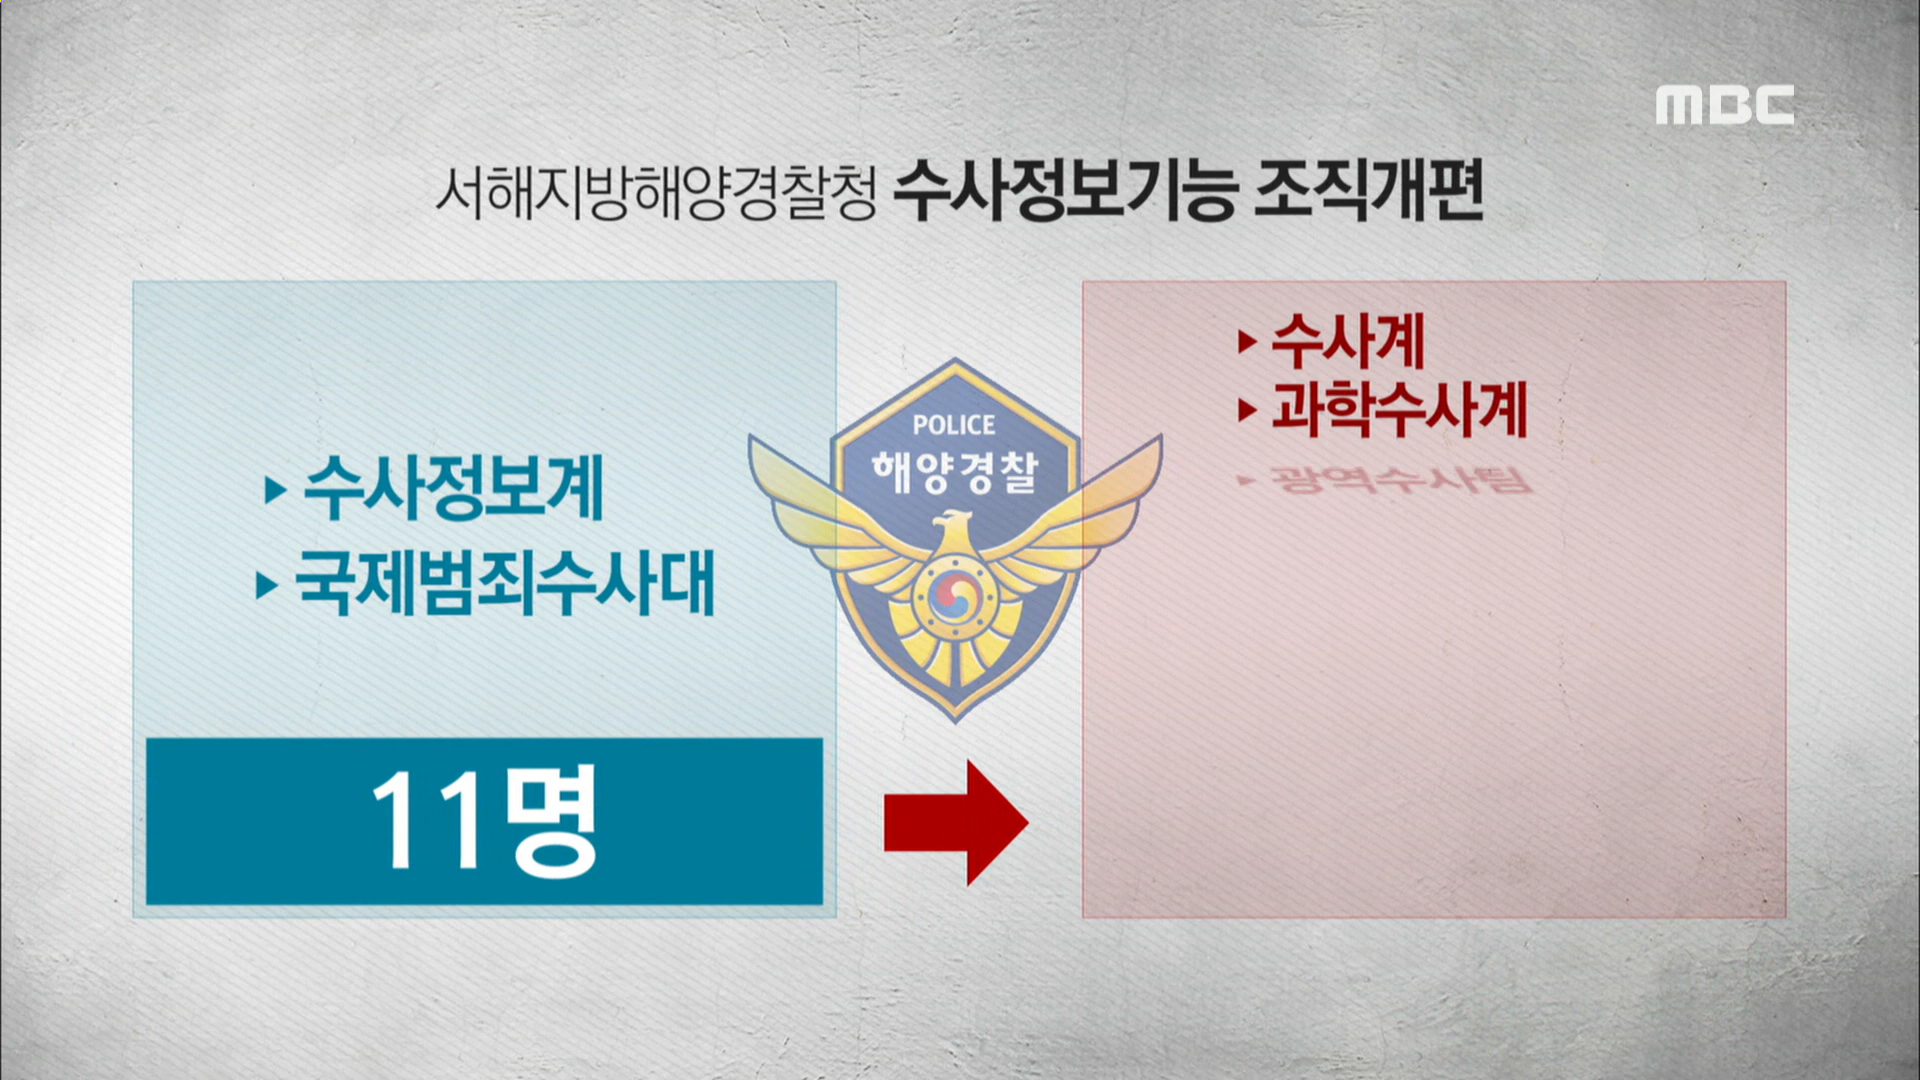 MBC
서해지방해양경찰청 수사정보기능 조직개편
▸ 수사정보계
▸ 국제범죄수사대
11명
POLICE
해양경찰
▸ 수사계
▸ 과학수사계
▸ 광역수사팀